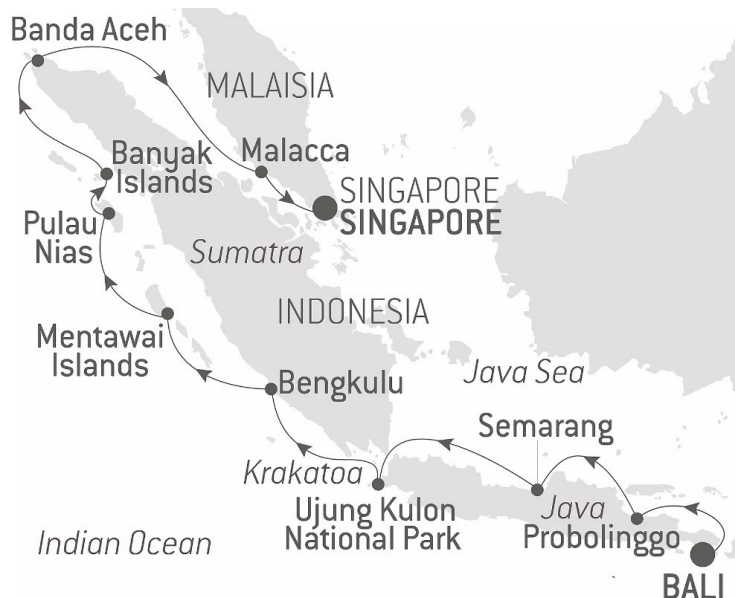 Banda Aceh
MALAISIA
Banyak
Islands
Malacca
SINGAPORE
SINGAPORE
Pulau
Nias
Sumatra
INDONESIA
Mentawai
Islands
Java Sea
Bengkulu
Semarang
Krakatoa
Ujung Kulon
National Park
Java
Probolinggo
Indian Ocean
BALI